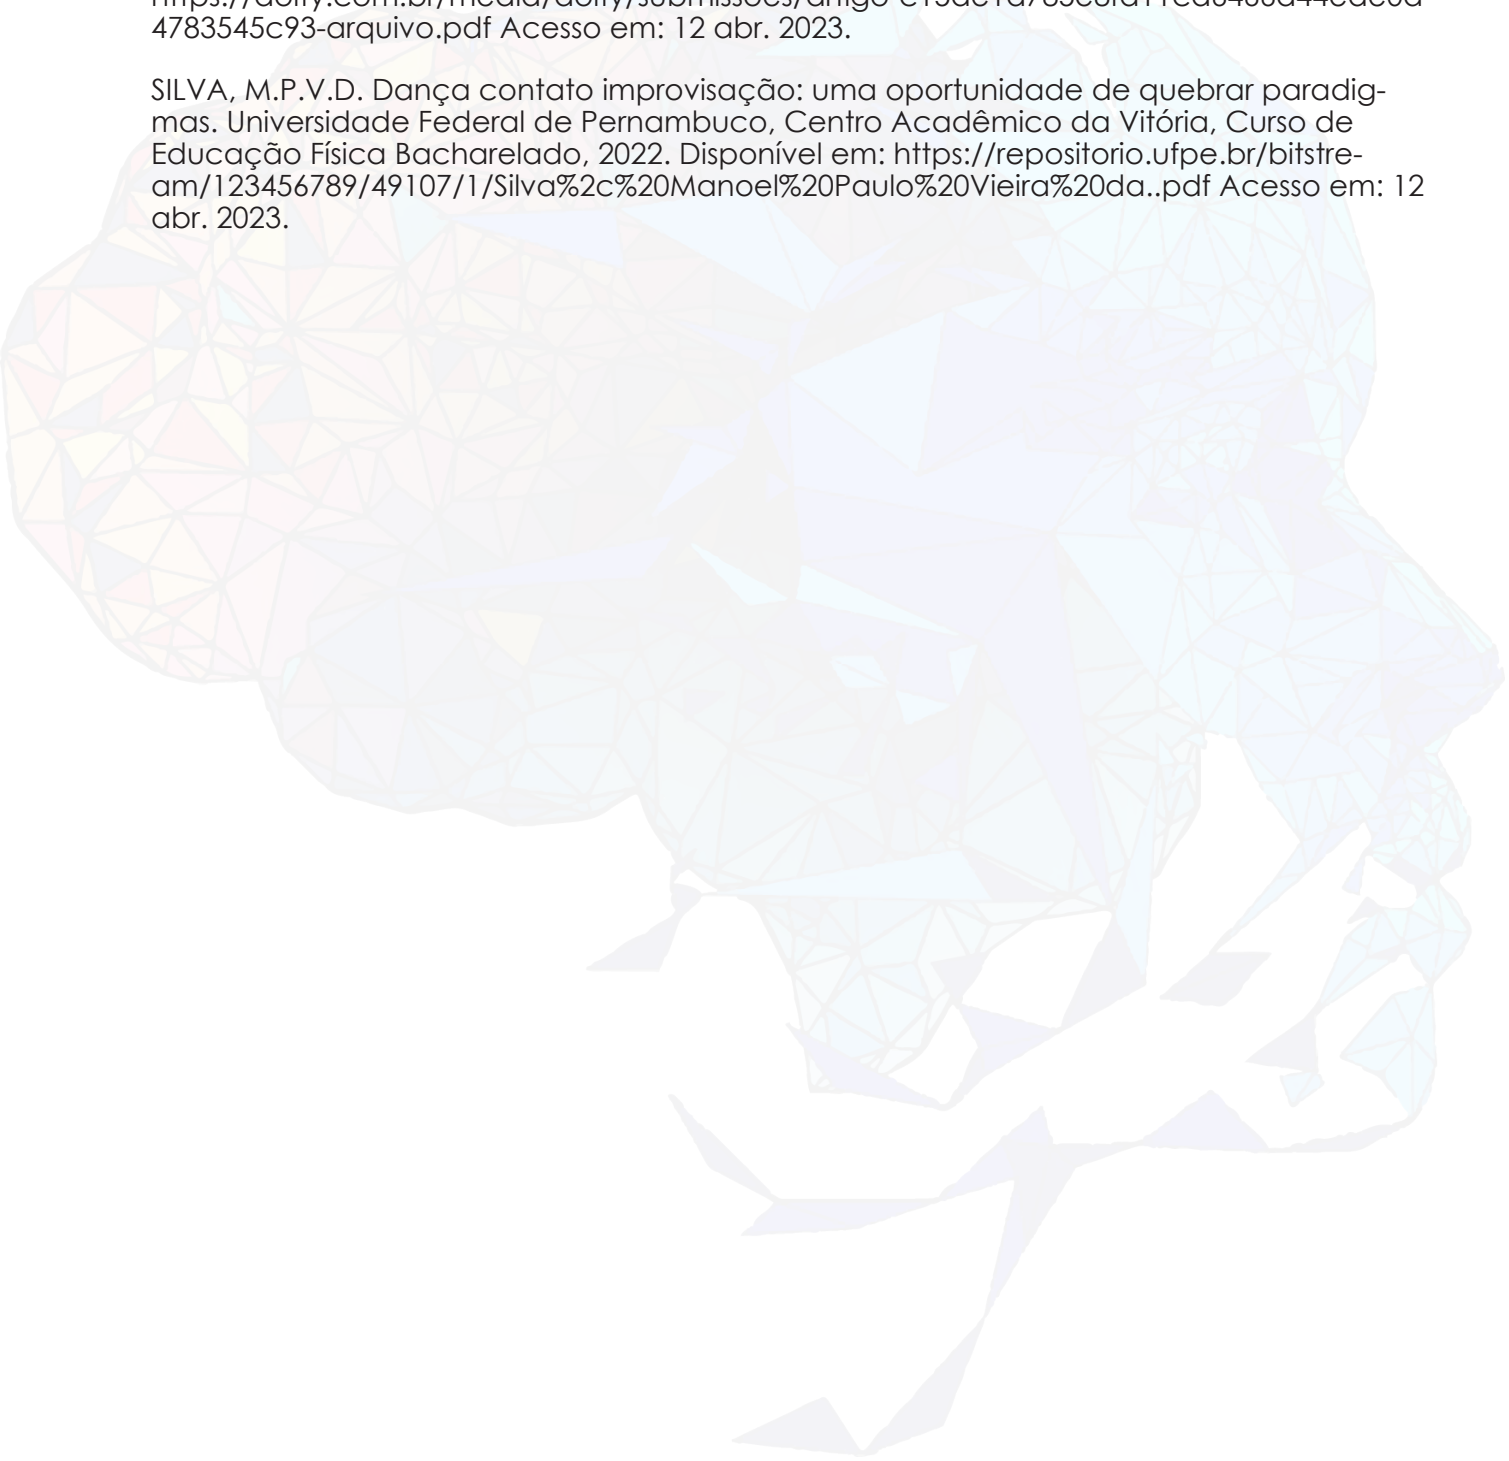 4783545c93-arquivo.pdf Acesso em: 12 abr. 2023.
SILVA, M.P.V.D. Dança contato improvisação: uma oportunidade de quebrar paradig-
mas. Universidade Federal de Pernambuco, Centro Acadêmico da Vitória, Curso de
Educação Física Bacharelado, 2022. Disponível em: https://repositorio.ufpe.br/bitstre-
am/123456789/49107/1/Silva%2c%20Manoel%20Paulo%20Vieira%20da..pdf Acesso em: 12
abr. 2023.